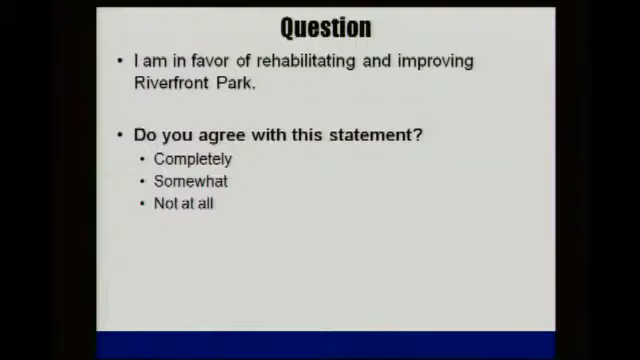 Question
• I am in favor of rehabilitating and improving
Riverfront Park.
• Do you agree with this statement?
• Completely
• Somewhat
• Not at all